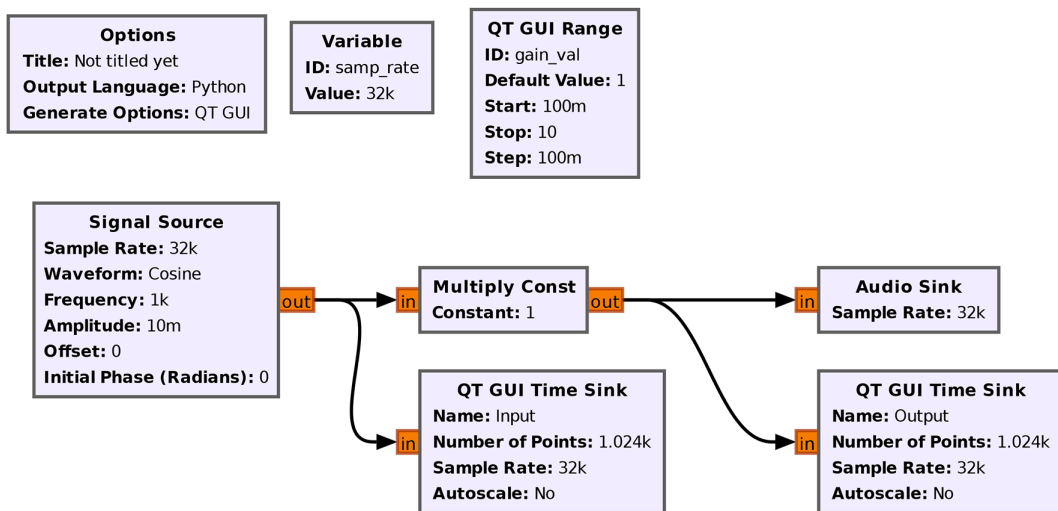 Options
Title: Not titled yet
Output Language: Python
Generate Options: QT GUI
Variable
ID: samp_rate
Value: 32k
QT GUI Range
ID: gain_val
Default Value: 1
Start: 100m
Stop: 10
Step: 100m
Signal Source
Sample Rate: 32k
Waveform: Cosine
Frequency: 1k
Amplitude: 10m
Offset: 0
Initial Phase (Radians): 0
out
in
Multiply Const
Constant: 1
out
in
Audio Sink
Sample Rate: 32k
in
QT GUI Time Sink
Name: Input
Number of Points: 1.024k
Sample Rate: 32k
Autoscale: No
in
QT GUI Time Sink
Name: Output
Number of Points: 1.024k
Sample Rate: 32k
Autoscale: No